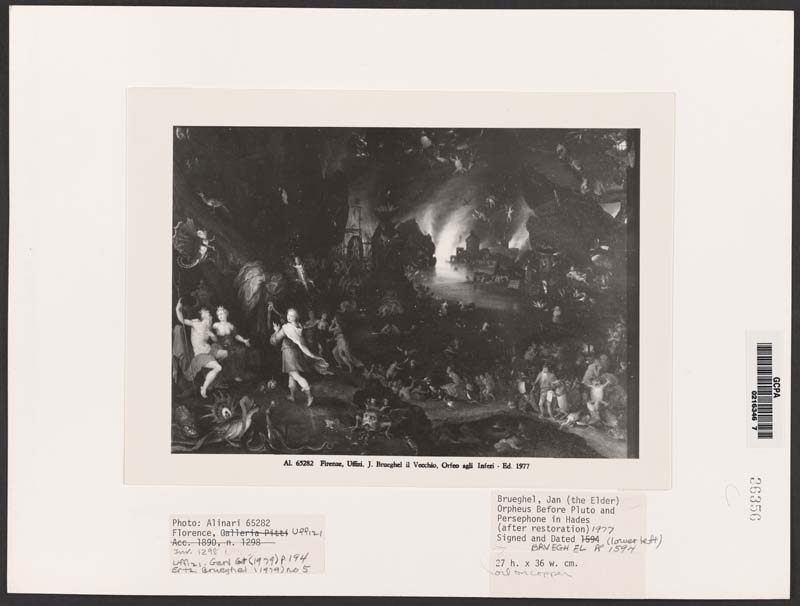 Al. 65282 Firenze, Uffizi. J. Brueghel il Vecchio, Orfeo agli Inferi - Ed. 1977
Photo: Alinari 65282
Florence, Galleria Pitti Uffizi
Acc. 1890, n. 1298
Inv. 1298
Uffizi, Gen'l Cat (1979) p. 194
Ertz Brueghel (1979) no 5
Brueghel, Jan (the Elder)
Orpheus Before Pluto and
Persephone in Hades
(after restoration) 1977
Signed and Dated 1594 (lower left)
BRUEGHEL 1594
27 h. x 36 w. cm.
oil on copper
GCPA
0216346 7
26356